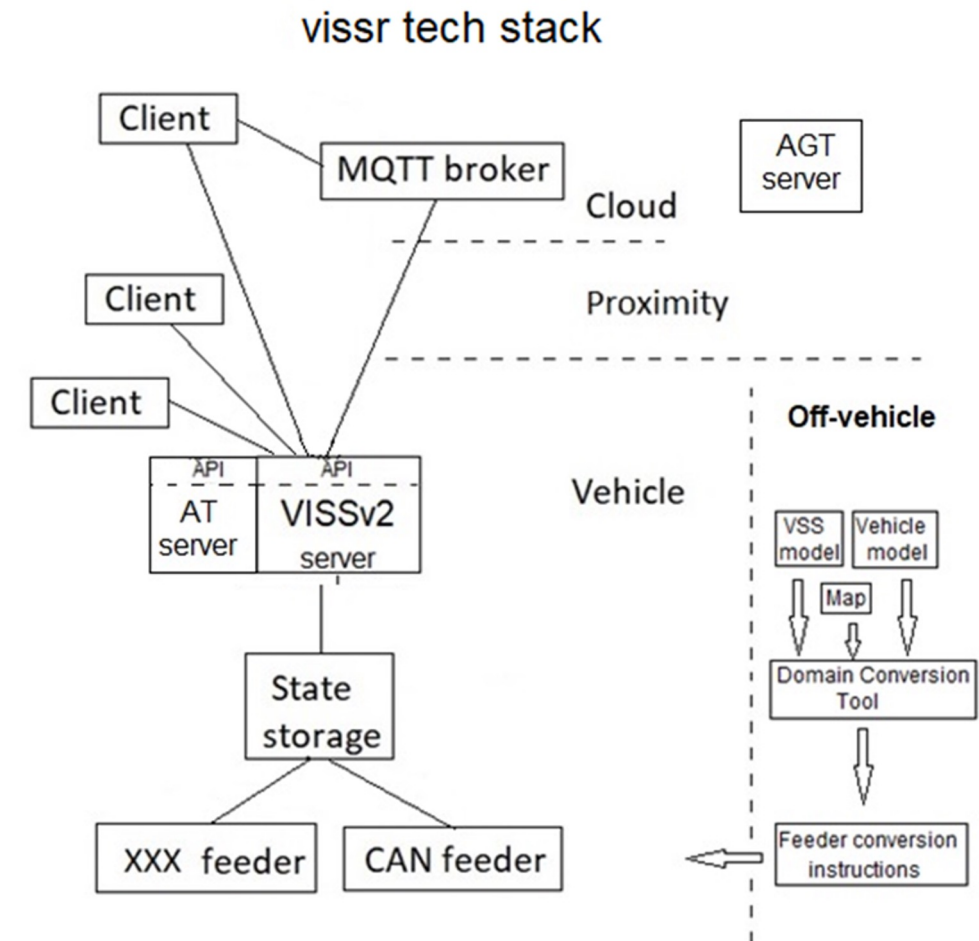 vissr tech stack
Client
MQTT broker
AGT
server
Cloud
Client
Proximity
Client
Off-vehicle
API
API
AT
server
VISSv2
server
Vehicle
VSS
model
Vehicle
model
Map
State
storage
Domain Conversion
Tool
XXX feeder
CAN feeder
Feeder conversion
instructions